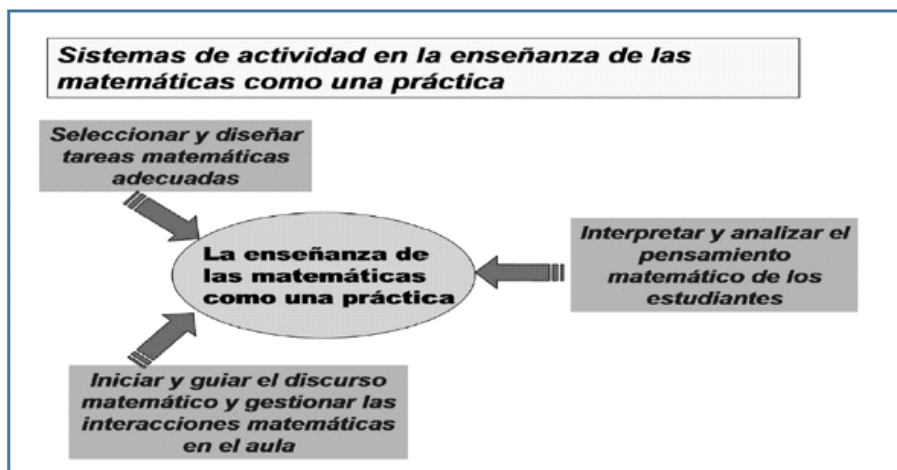 Sistemas de actividad en la enseñanza de las
matemáticas como una práctica
Seleccionar y diseñar
tareas matemáticas
adecuadas
La enseñanza de
las matemáticas
como una práctica
Interpretar y analizar el
pensamiento
matemático de los
estudiantes
Iniciar y guiar el discurso
matemático y gestionar las
interacciones matemáticas
en el aula